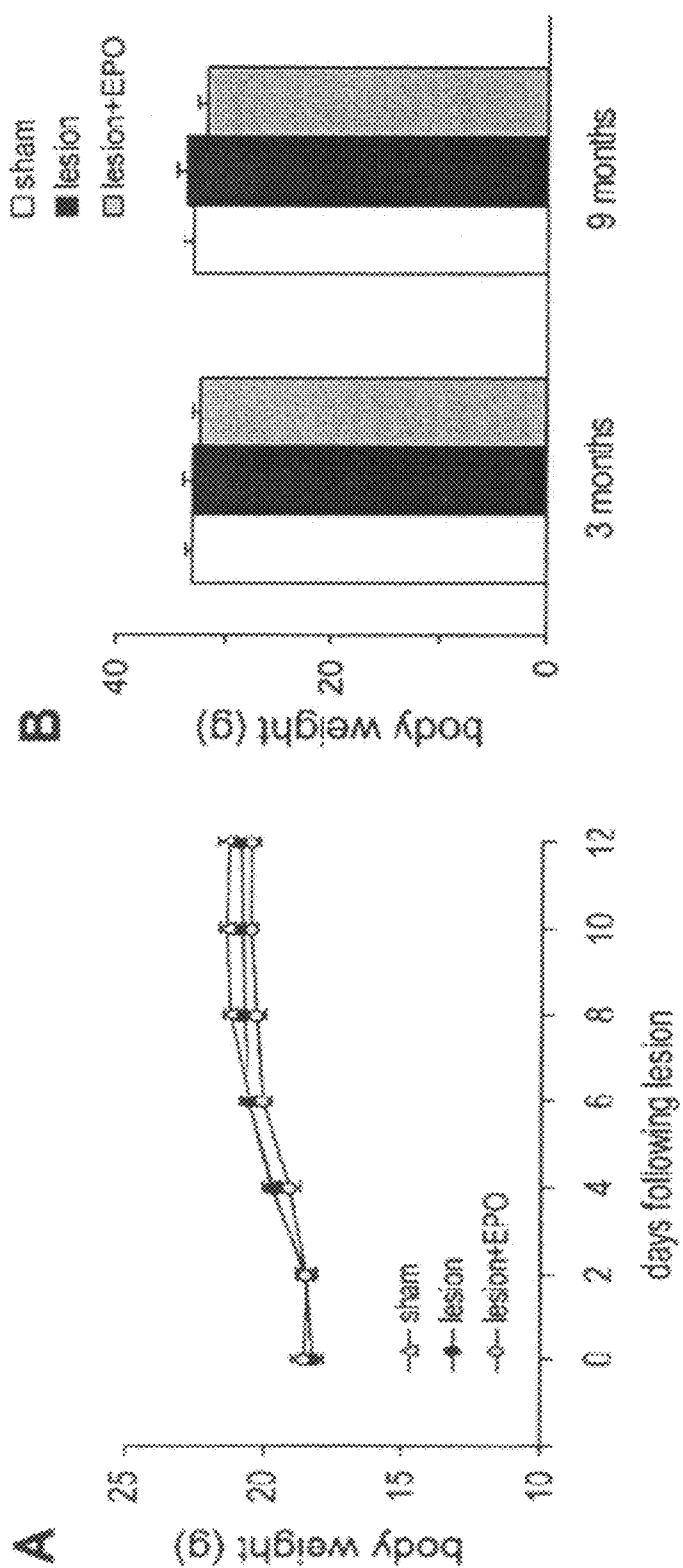 A
body weight (g)
25
20
15
10
sham
lesion
lesion+EPO
0 2 4 6 8 10 12
days following lesion
B
body weight (g)
40
20
0
sham
lesion
lesion+EPO
3 months 9 months